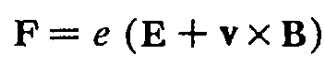 F = e (E + v × B)